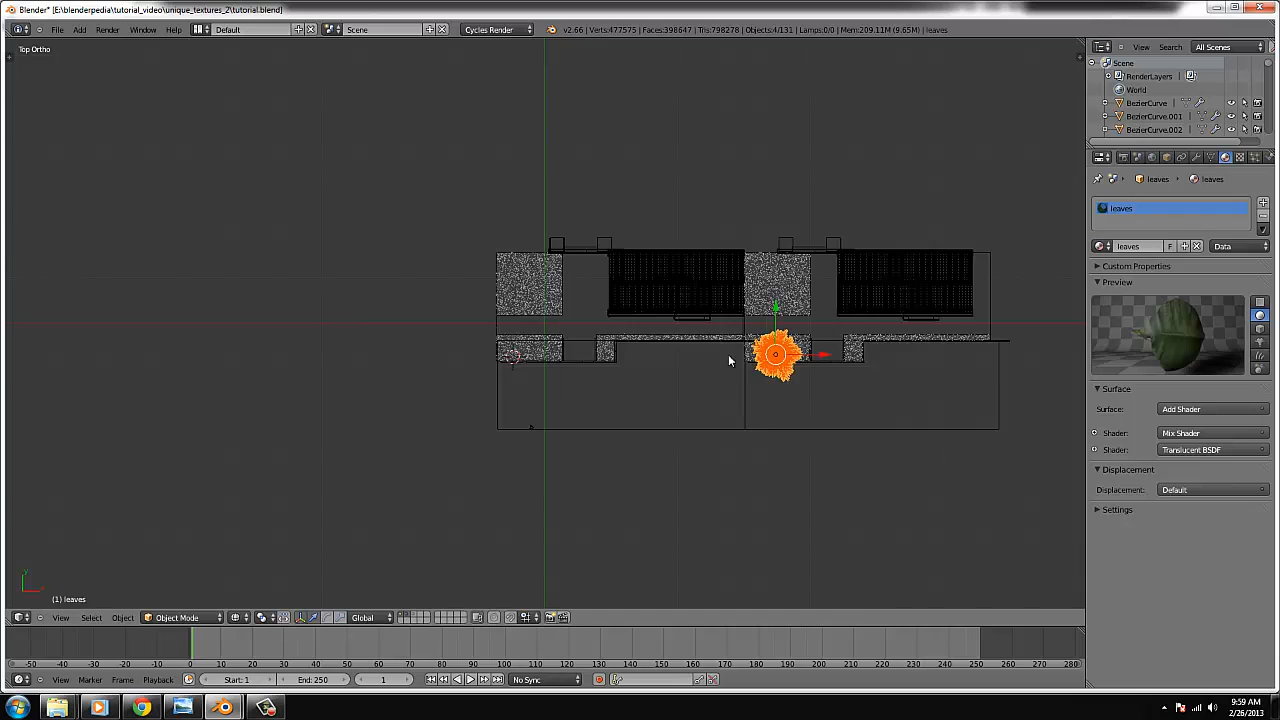 Blender* [E:\blenderpedia\tutorial_video\unique_textures_2\tutorial.blend]
File Add Render Window Help Default Scene Cycles Render v2.66 | Verts:477575 | Faces:398647 | Tris:798278 | Objects:4/131 | Lamps:0/0 | Mem:209.11M (9.65M) | leaves
View Search All Scenes
Top Ortho
Scene
RenderLayers
World
BezierCurve
BezierCurve.001
BezierCurve.002
leaves leaves
leaves
leaves F Data
Custom Properties
Preview
Surface
Surface: Add Shader
Shader: Mix Shader
Shader: Translucent BSDF
Displacement
Displacement: Default
Settings
(1) leaves
View Select Object Object Mode Global
-50 -40 -30 -20 -10 0 10 20 30 40 50 60 70 80 90 100 110 120 130 140 150 160 170 180 190 200 210 220 230 240 250 260 270 280
View Marker Frame Playback Start: 1 End: 250 1 No Sync
9:59 AM
2/26/2013